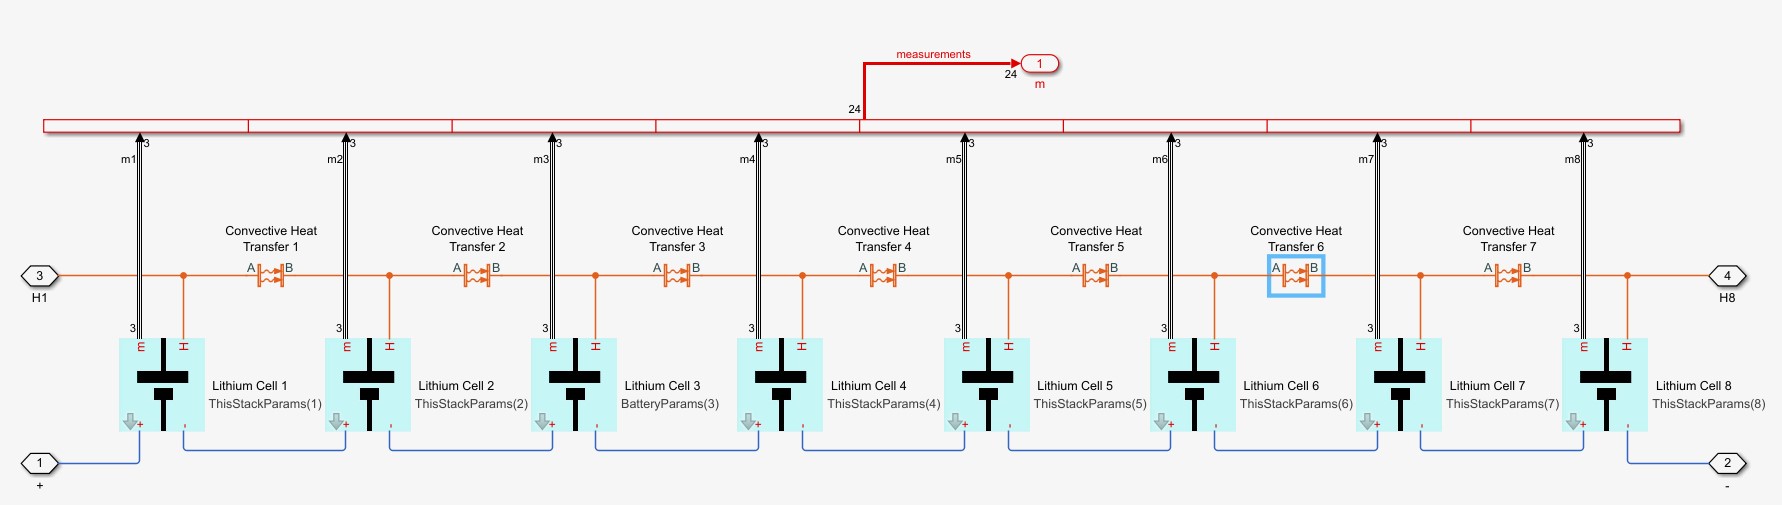 measurements
1
24
m
24
3 3 3 3 3 3 3 3
m1 m2 m3 m4 m5 m6 m7 m8
Convective Heat Convective Heat Convective Heat Convective Heat Convective Heat Convective Heat Convective Heat
Transfer 1 Transfer 2 Transfer 3 Transfer 4 Transfer 5 Transfer 6 Transfer 7
A B A B A B A B A B A B A B
3 4
H1 H8
3 3 3 3 3 3 3 3
m H m H m H m H m H m H m H m H
Lithium Cell 1 Lithium Cell 2 Lithium Cell 3 Lithium Cell 4 Lithium Cell 5 Lithium Cell 6 Lithium Cell 7 Lithium Cell 8
ThisStackParams(1) ThisStackParams(2) BatteryParams(3) ThisStackParams(4) ThisStackParams(5) ThisStackParams(6) ThisStackParams(7) ThisStackParams(8)
+ - + - + - + - + - + - + - + -
1 2
+ -